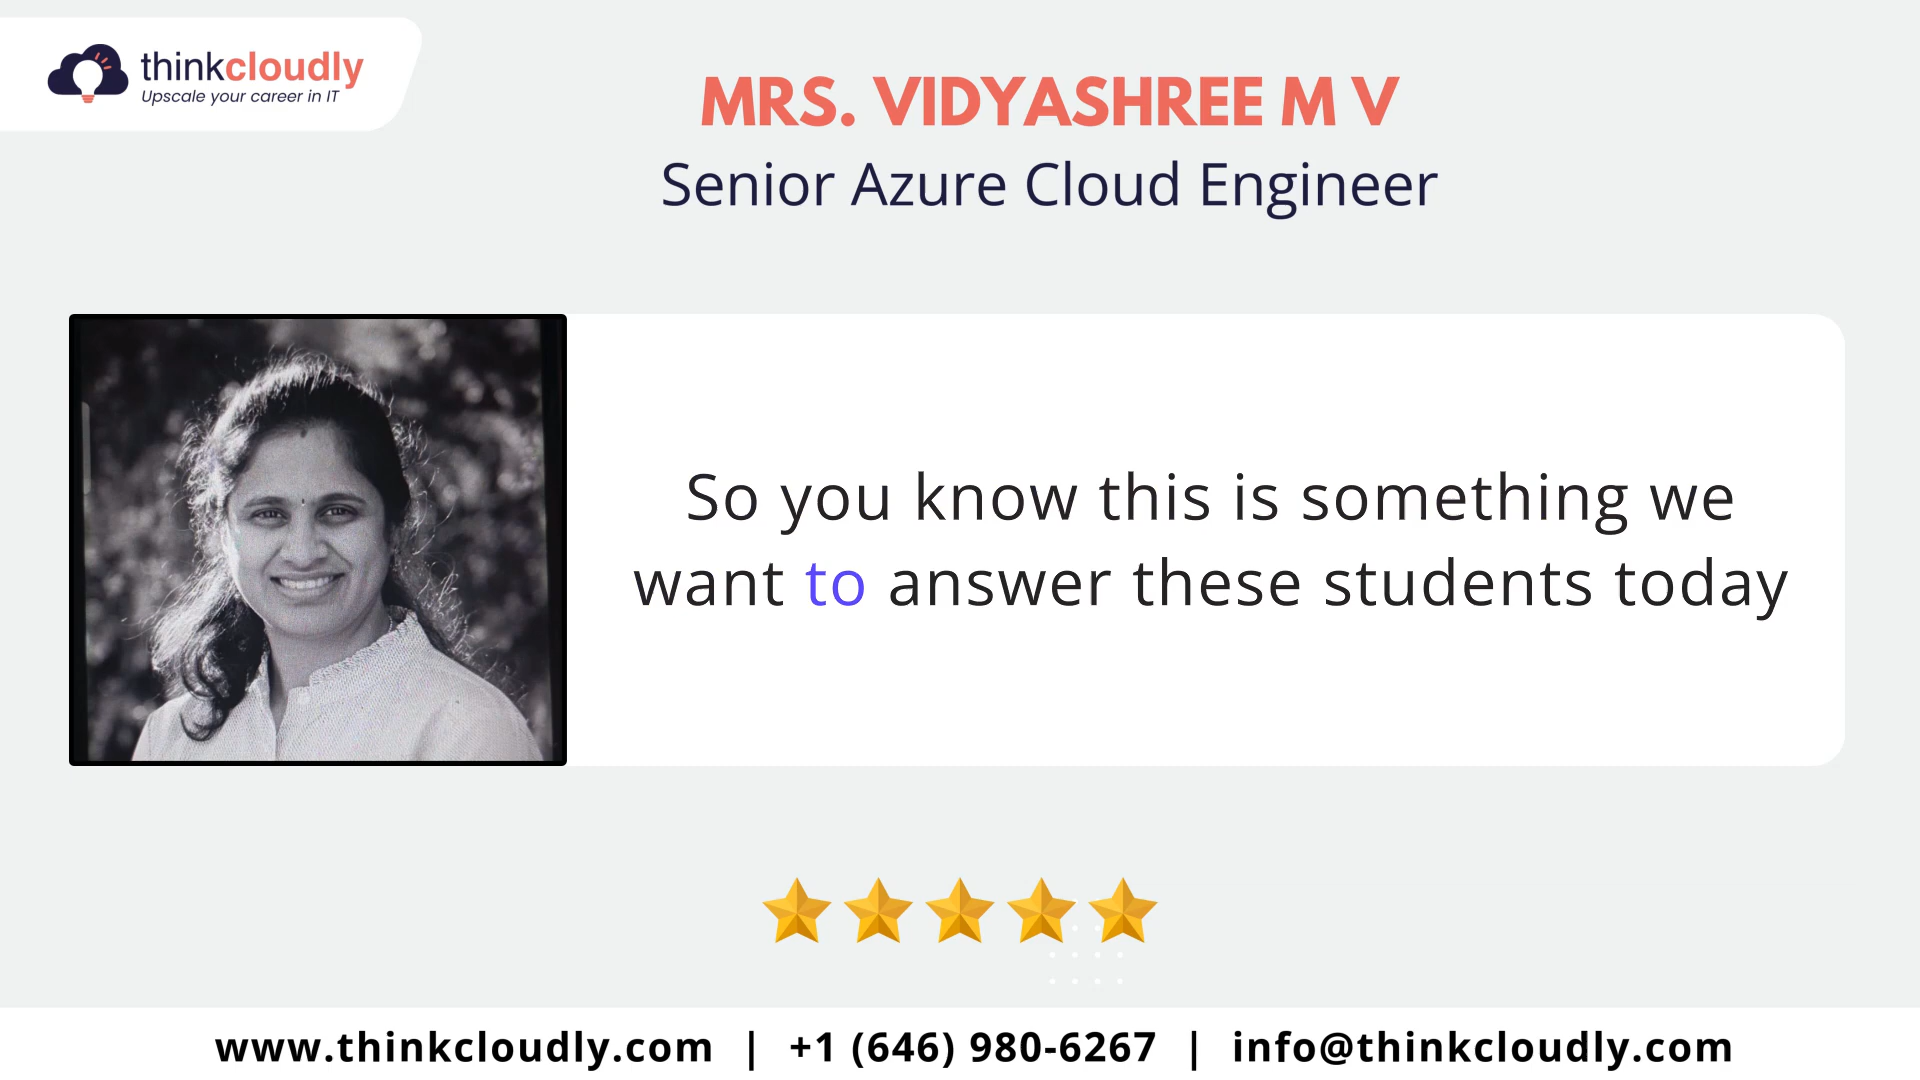 thinkcloudly
Upscale your career in IT
MRS. VIDYASHREE M V
Senior Azure Cloud Engineer
So you know this is something we
want to answer these students today
www.thinkcloudly.com | +1 (646) 980-6267 | info@thinkcloudly.com